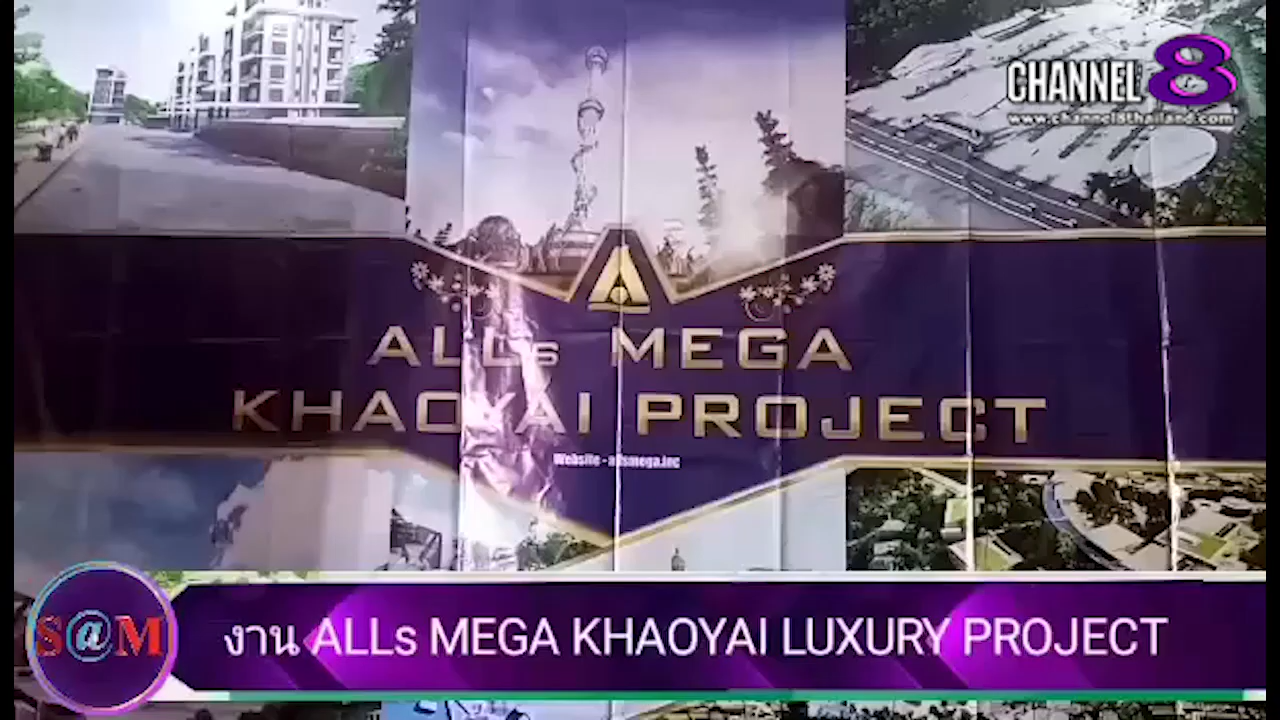 CHANNEL 8
www.channel8thailand.com
ALLs MEGA
KHAOYAI PROJECT
Website - allsmega.inc
S@M
งาน ALLs MEGA KHAOYAI LUXURY PROJECT